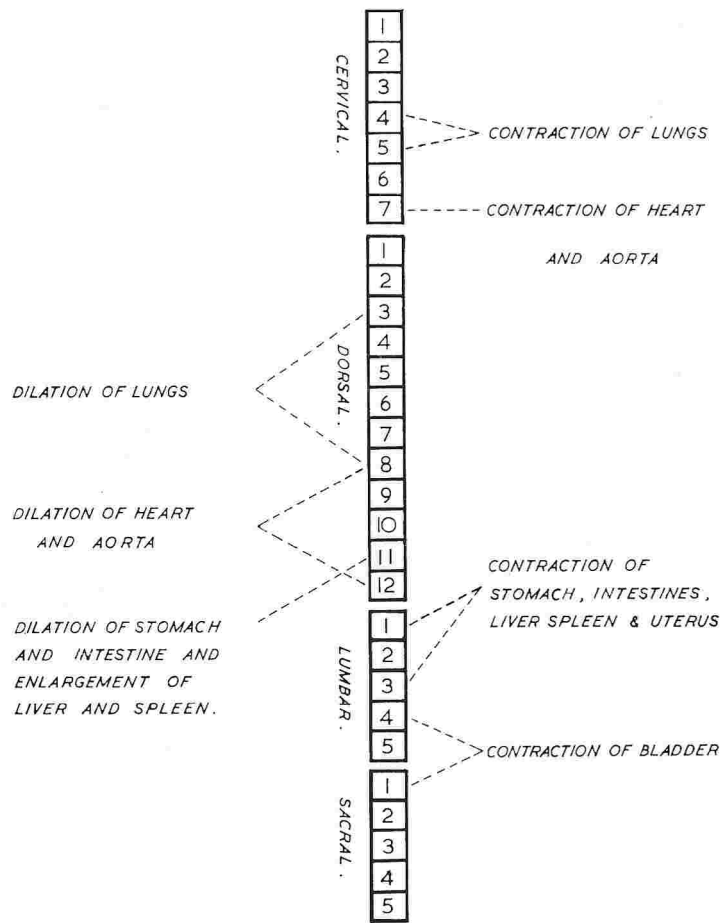 CERVICAL.
1
2
3
4
5
6
7
CONTRACTION OF LUNGS
CONTRACTION OF HEART
AND AORTA
DORSAL.
1
2
3
4
5
6
7
8
9
10
11
12
DILATION OF LUNGS
DILATION OF HEART
AND AORTA
DILATION OF STOMACH
AND INTESTINE AND
ENLARGEMENT OF
LIVER AND SPLEEN.
LUMBAR.
1
2
3
4
5
CONTRACTION OF
STOMACH, INTESTINES,
LIVER SPLEEN & UTERUS
CONTRACTION OF BLADDER
SACRAL.
1
2
3
4
5